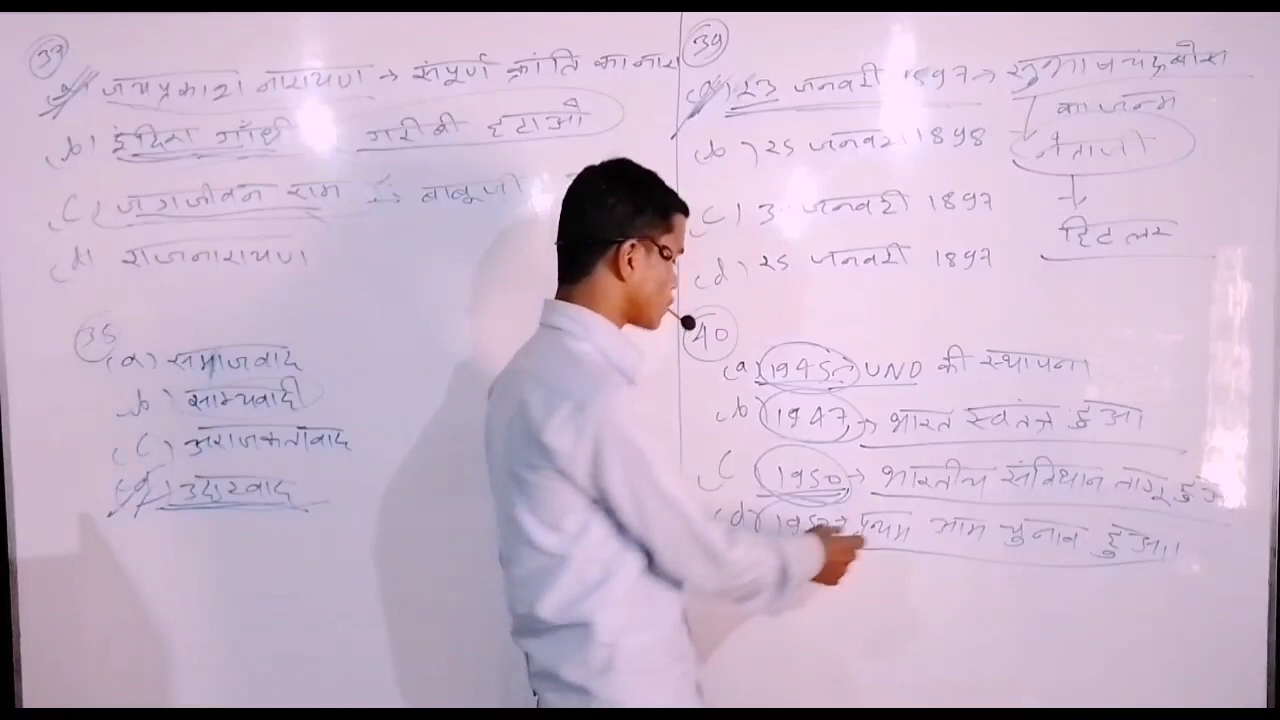 37
(a) जयप्रकाश नारायण → संपूर्ण क्रांति का नारा
(b) इंदिरा गाँधी गरीबी हटाओ
(c) जगजीवन राम बाबूजी
(d) राजनारायण
(a) समाजवाद
(b) साम्यवादी
(c) अराजकतावाद
(d) उदारवाद
39
(a) 23 जनवरी 1897 → सुभाषचंद्र बोस
का जन्म
नेताजी
हिटलर
(b) 25 जनवरी 1898
(c) 3 जनवरी 1897
(d) 25 जनवरी 1897
40
(a) 1945 → UNO की स्थापना
(b) 1947 → भारत स्वतंत्र हुआ
(c) 1950 → भारतीय संविधान लागू हुआ
(d) 1952 → प्रथम आम चुनाव हुआ।